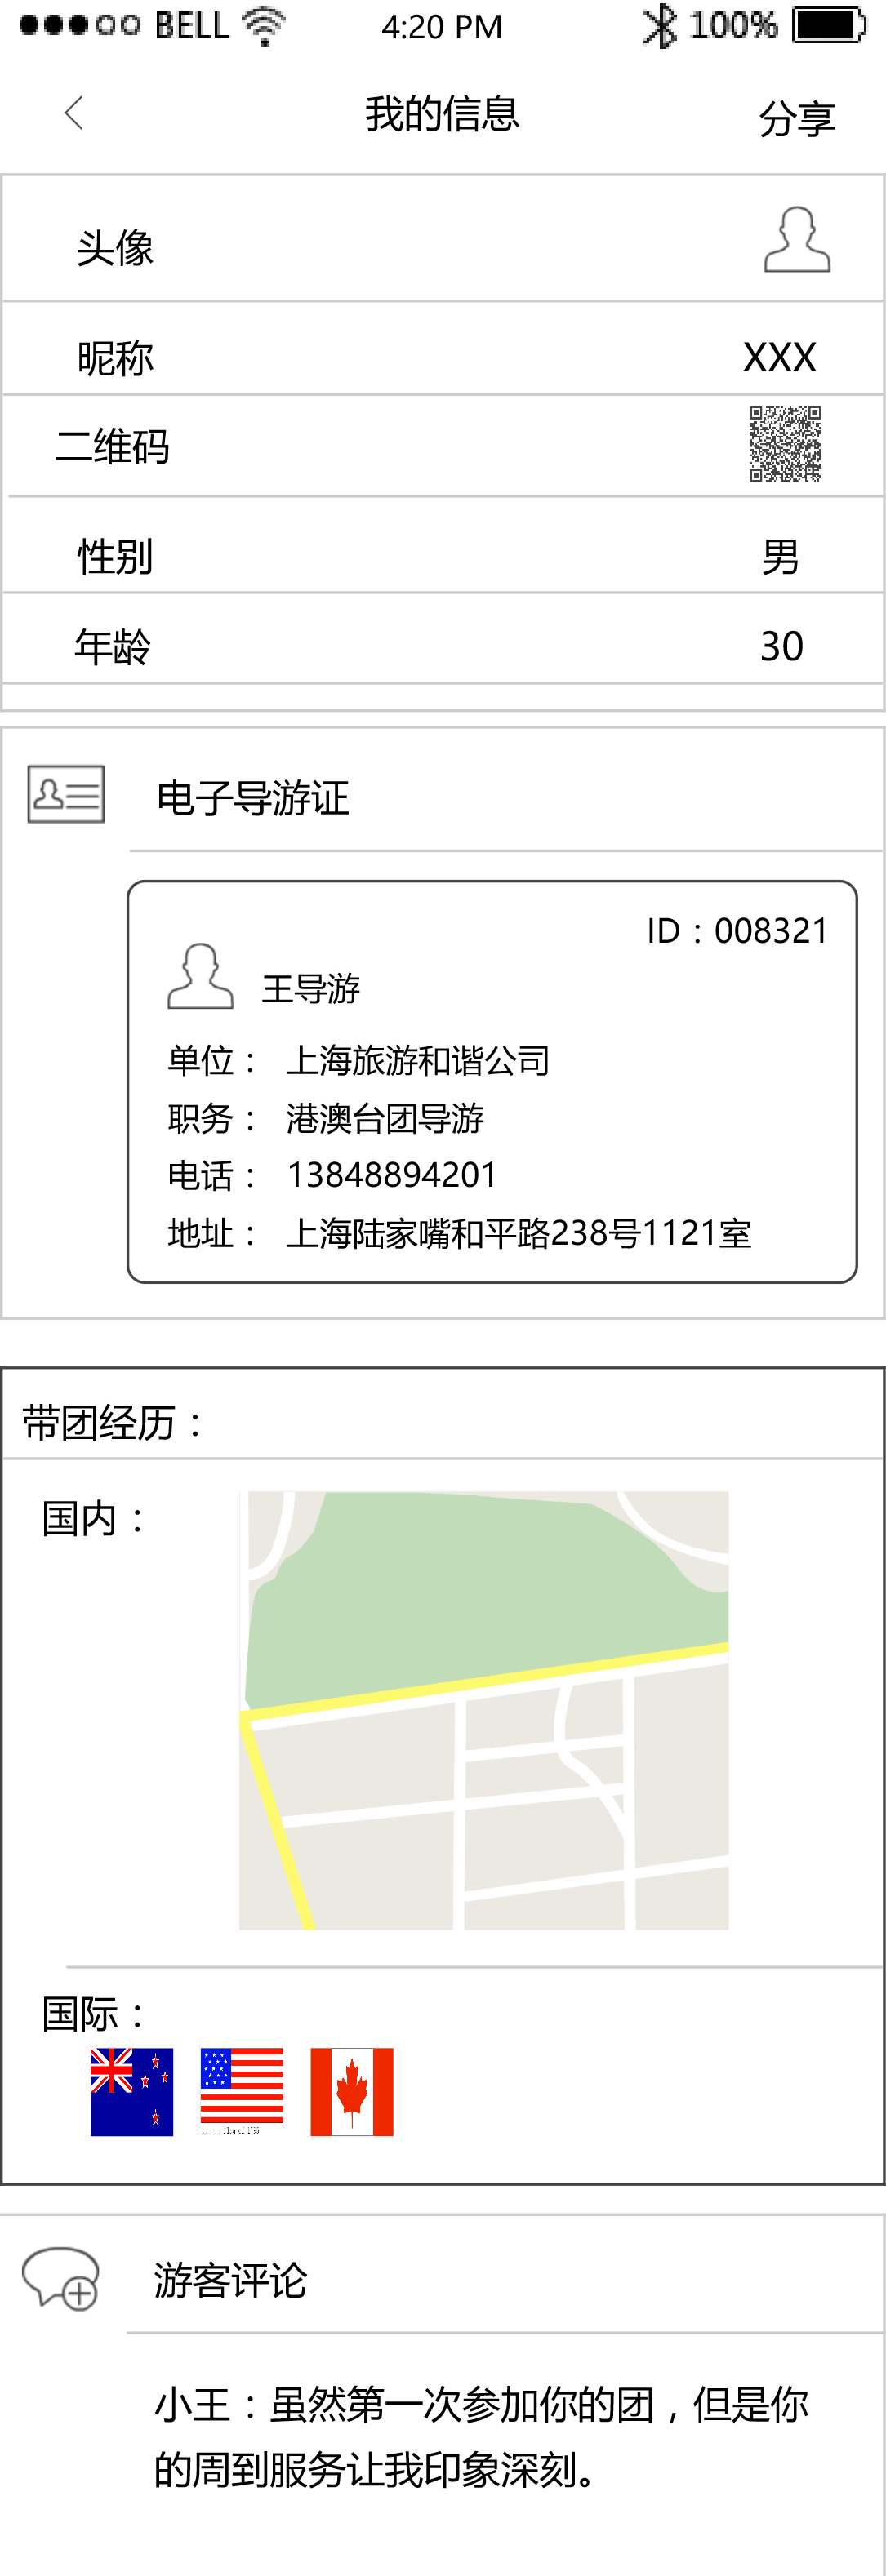 BELL 4:20 PM 100%
我的信息 分享
头像
昵称 XXX
二维码
性别 男
年龄 30
电子导游证
ID：008321
王导游
单位： 上海旅游和谐公司
职务： 港澳台团导游
电话： 13848894201
地址： 上海陆家嘴和平路238号1121室
带团经历：
国内：
国际：
游客评论
小王：虽然第一次参加你的团，但是你
的周到服务让我印象深刻。